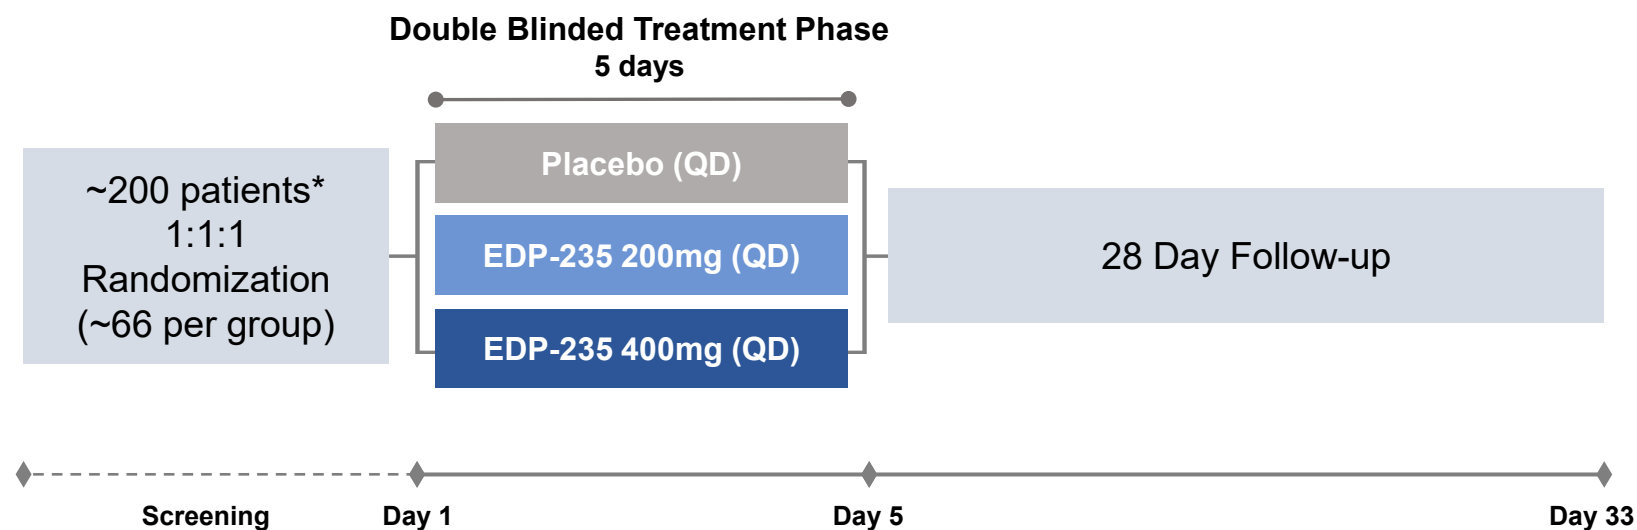 Double Blinded Treatment Phase
5 days
~200 patients*
1:1:1
Randomization
(~66 per group)
Placebo (QD)
EDP-235 200mg (QD)
EDP-235 400mg (QD)
28 Day Follow-up
Screening
Day 1
Day 5
Day 33